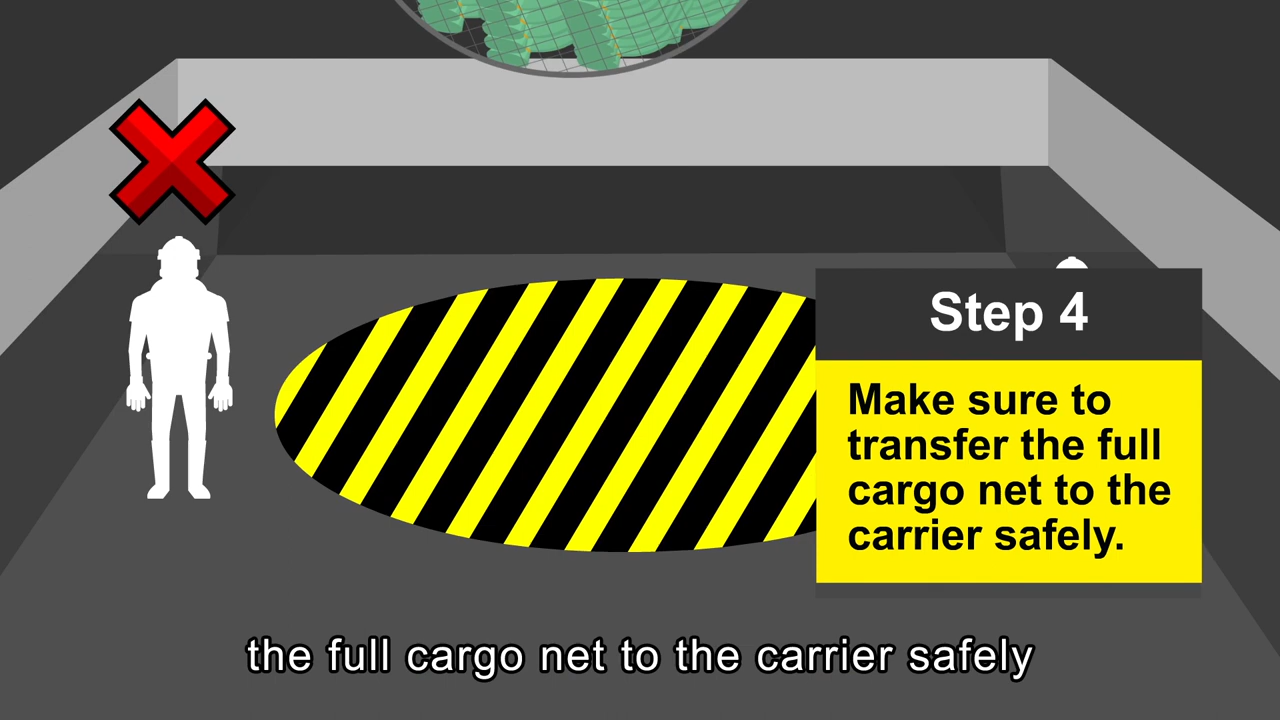 Step 4
Make sure to
transfer the full
cargo net to the
carrier safely.
the full cargo net to the carrier safely